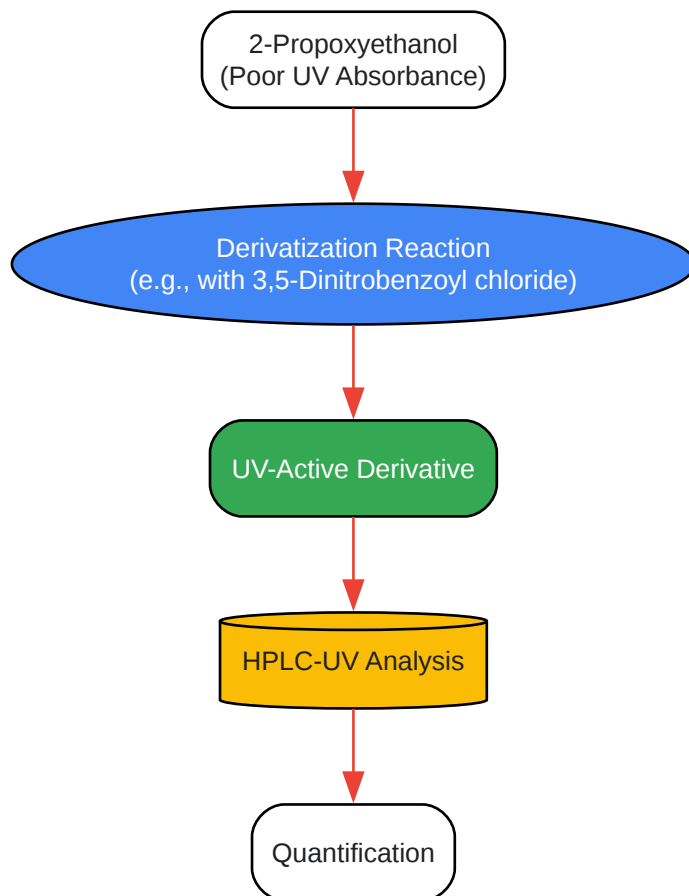 2-Propoxyethanol
(Poor UV Absorbance)
Derivatization Reaction
(e.g., with 3,5-Dinitrobenzoyl chloride)
UV-Active Derivative
HPLC-UV Analysis
Quantification